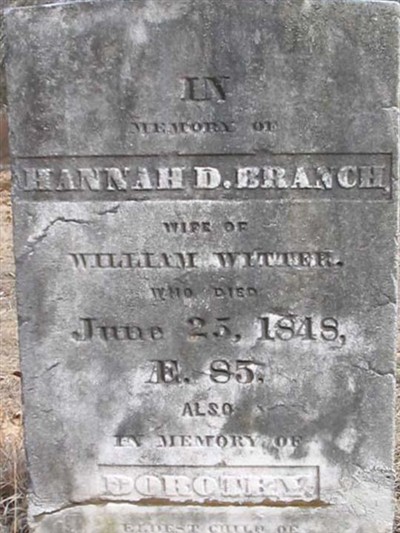 IN
MEMORY OF
HANNAH D. BRANCH,
WIFE OF
WILLIAM WITTER.
WHO DIED
June 25, 1848,
Æ. 85.
ALSO
IN MEMORY OF
DOROTHY.
ELDEST CHILD OF